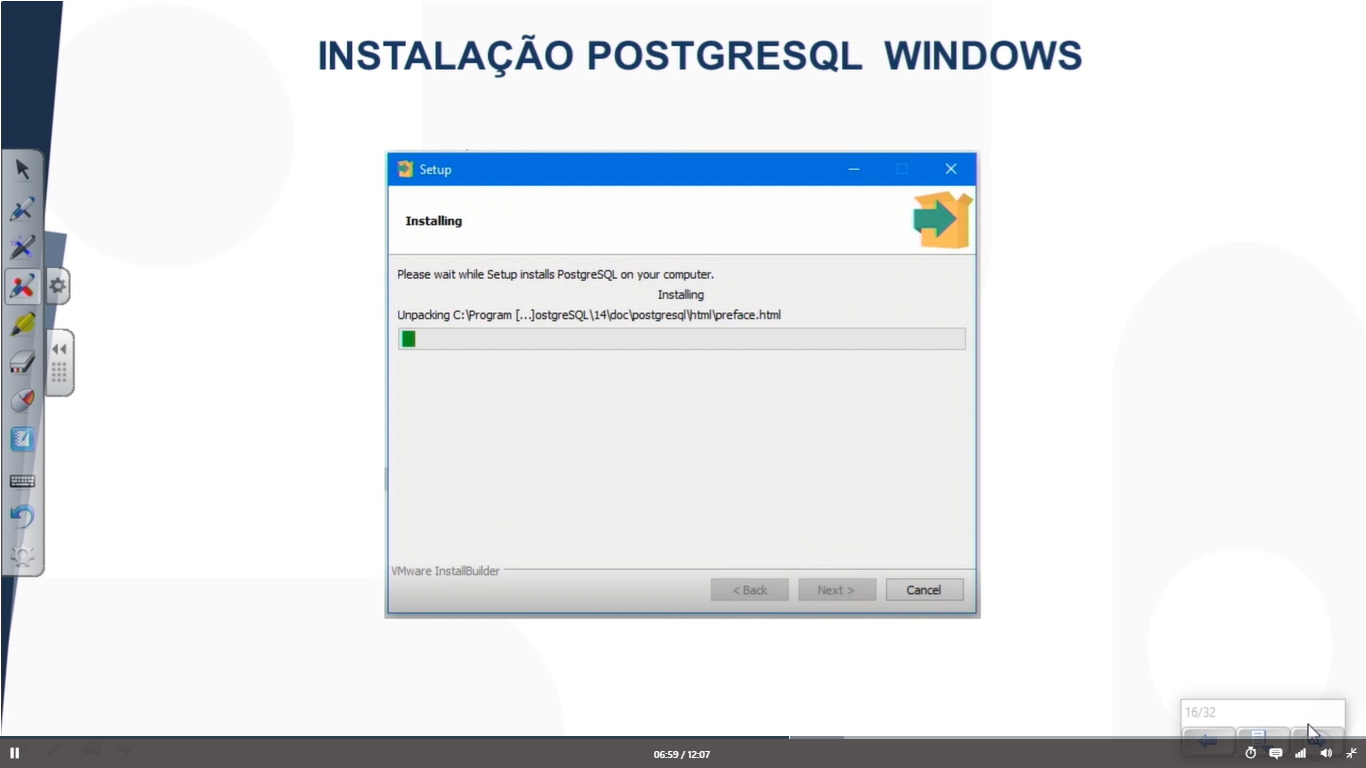 INSTALAÇÃO POSTGRESQL  WINDOWS
Setup
Installing
Please wait while Setup installs PostgreSQL on your computer.
Installing
Unpacking C:\Program [...]ostgreSQL\14\doc\postgresql\html\preface.html
VMware InstallBuilder
< Back
Next >
Cancel
16/32
06:59 / 12:07